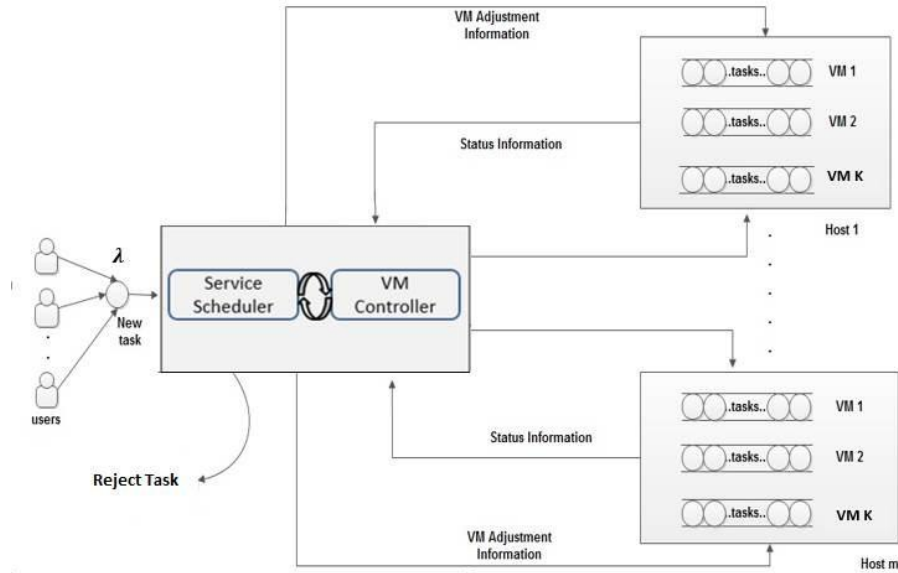 VM Adjustment
Information
..tasks..
VM 1
..tasks..
VM 2
Status Information
..tasks..
VM K
Host 1
λ
Service
Scheduler
VM
Controller
New
task
users
..tasks..
VM 1
Status Information
..tasks..
VM 2
Reject Task
..tasks..
VM K
VM Adjustment
Information
Host m